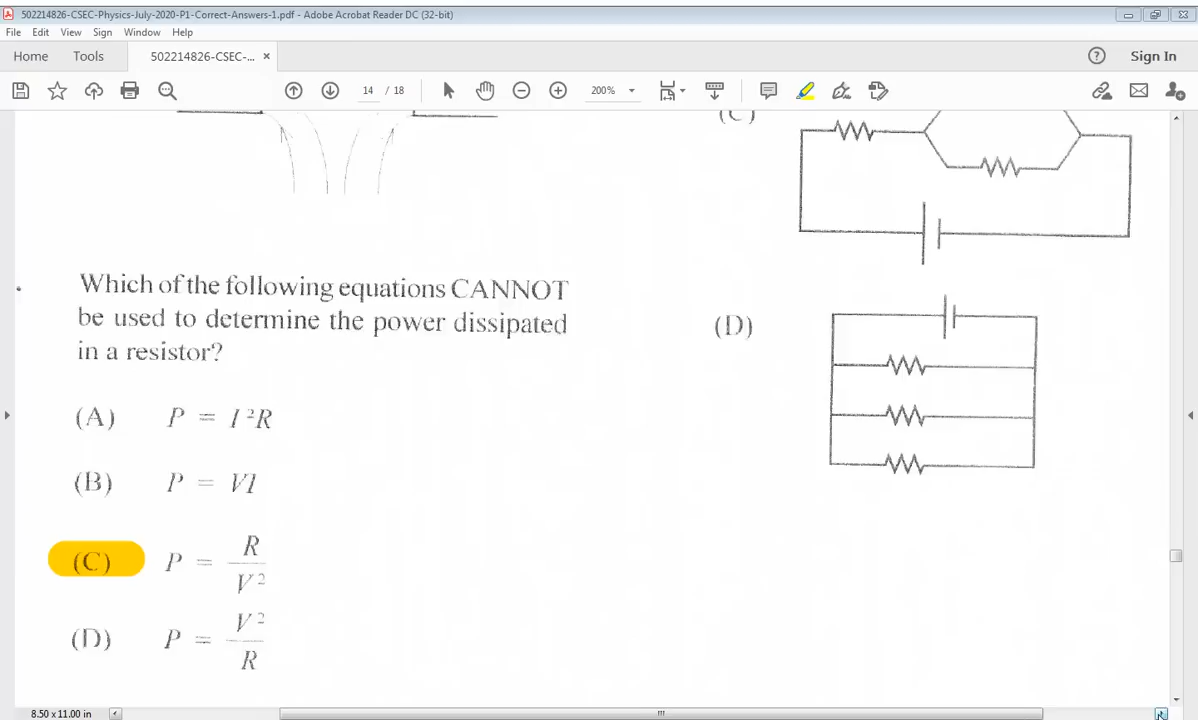 502214826-CSEC-Physics-July-2020-P1-Correct-Answers-1.pdf - Adobe Acrobat Reader DC (32-bit)
File Edit View Sign Window Help
Home Tools 502214826-CSEC-... × ? Sign In
14 / 18 200%
(C)
Which of the following equations CANNOT
be used to determine the power dissipated
in a resistor?
(A) P = I²R
(B) P = VI
(C) P = R / V²
(D) P = V² / R
(D)
8.50 x 11.00 in